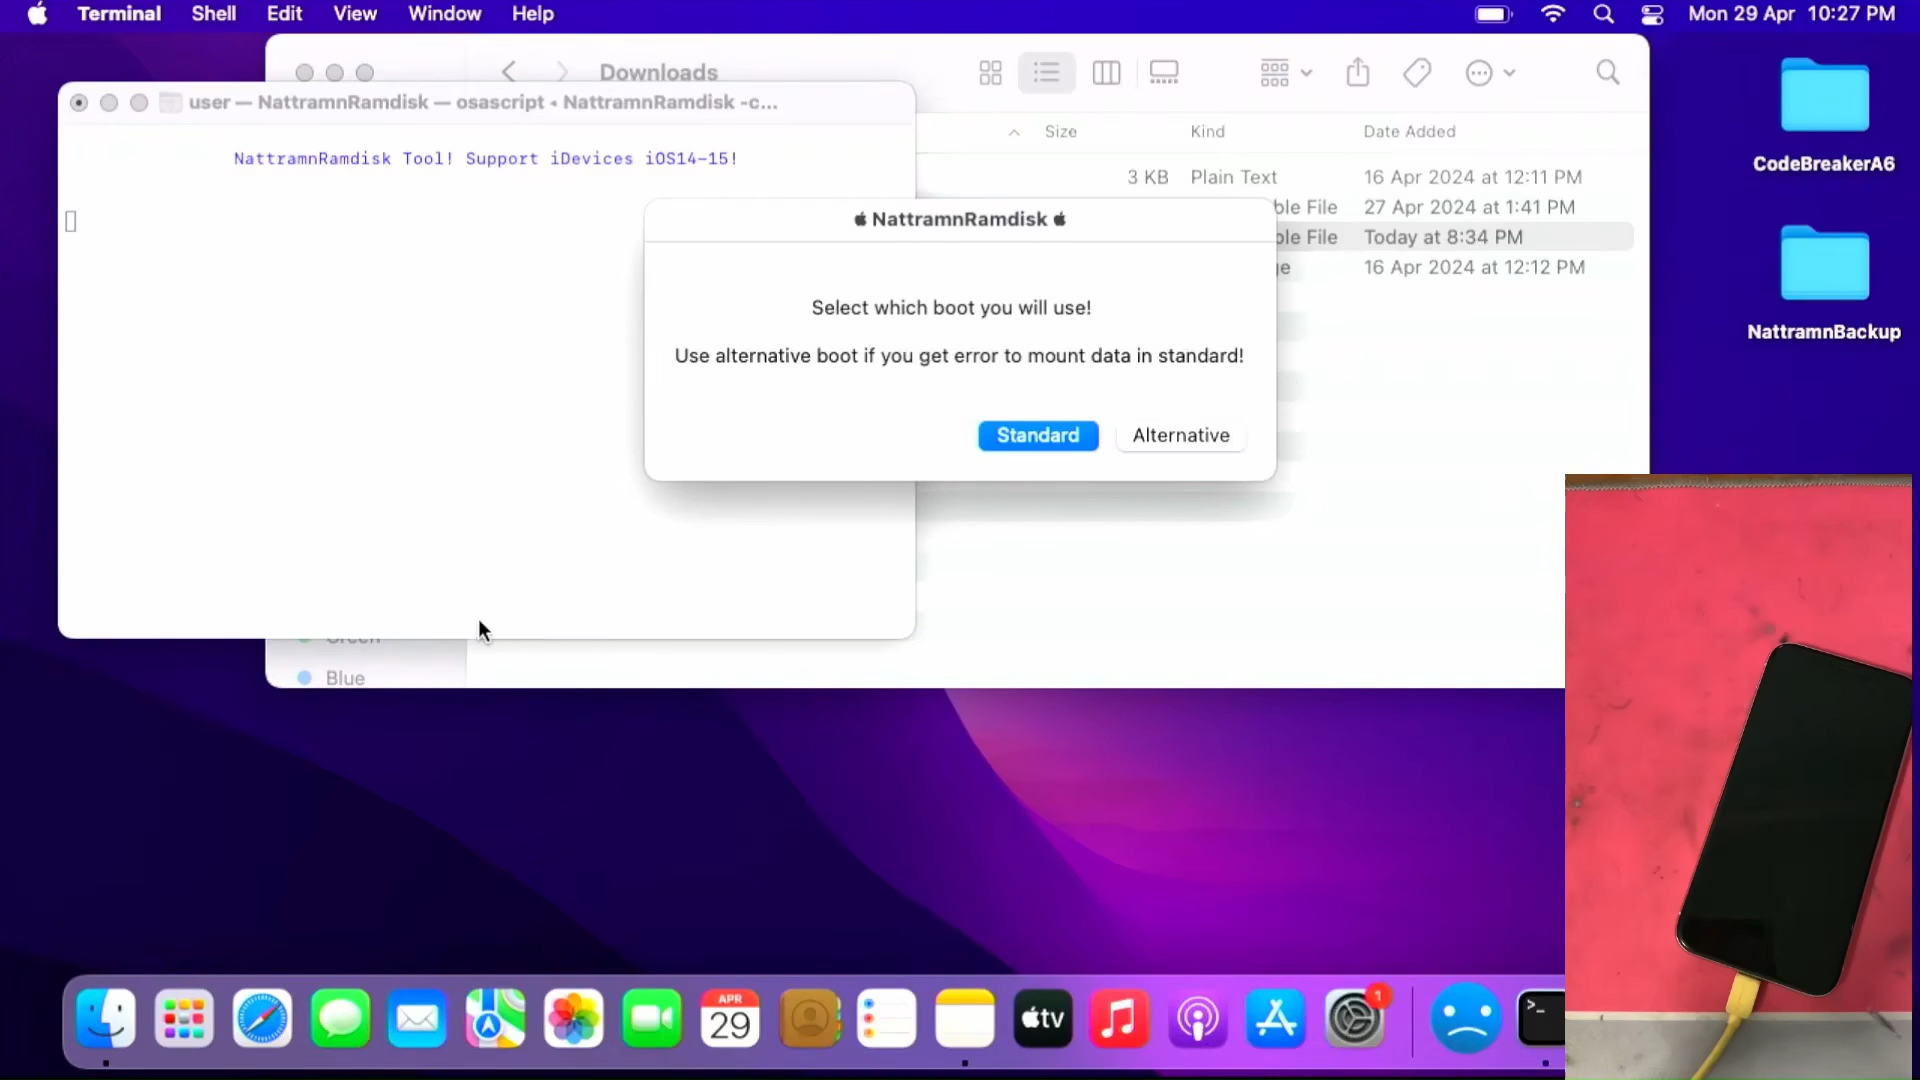 Terminal Shell Edit View Window Help Mon 29 Apr 10:27 PM
Downloads
user — NattramnRamdisk — osascript ◂ NattramnRamdisk -c...
Size Kind Date Added
NattramnRamdisk Tool! Support iDevices iOS14-15!
3 KB Plain Text 16 Apr 2024 at 12:11 PM
ble File 27 Apr 2024 at 1:41 PM
ble File Today at 8:34 PM
ge 16 Apr 2024 at 12:12 PM
NattramnRamdisk
Select which boot you will use!
Use alternative boot if you get error to mount data in standard!
Standard Alternative
CodeBreakerA6
NattramnBackup
Green
Blue
APR
29
tv
1
>_